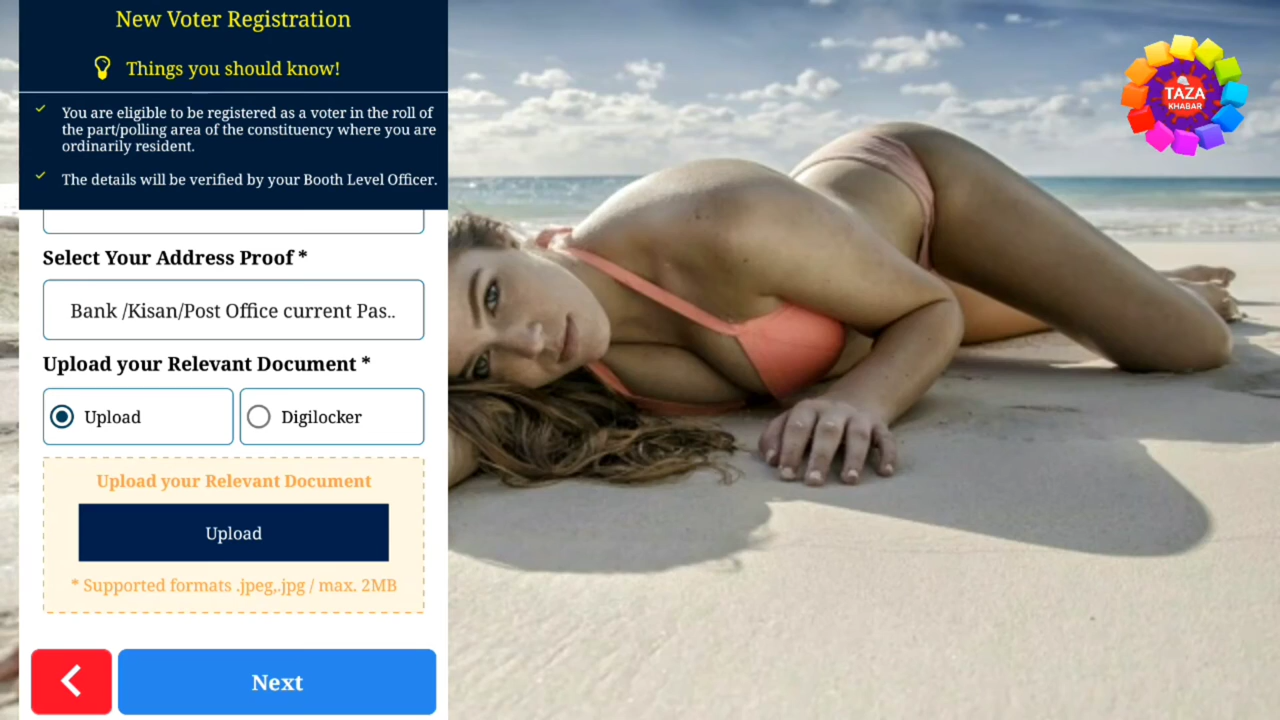 New Voter Registration
Things you should know!
You are eligible to be registered as a voter in the roll of
the part/polling area of the constituency where you are
ordinarily resident.
The details will be verified by your Booth Level Officer.
Select Your Address Proof *
Bank /Kisan/Post Office current Pas..
Upload your Relevant Document *
Upload
Digilocker
Upload your Relevant Document
Upload
* Supported formats .jpeg,.jpg / max. 2MB
Next
TAZA
KHABAR